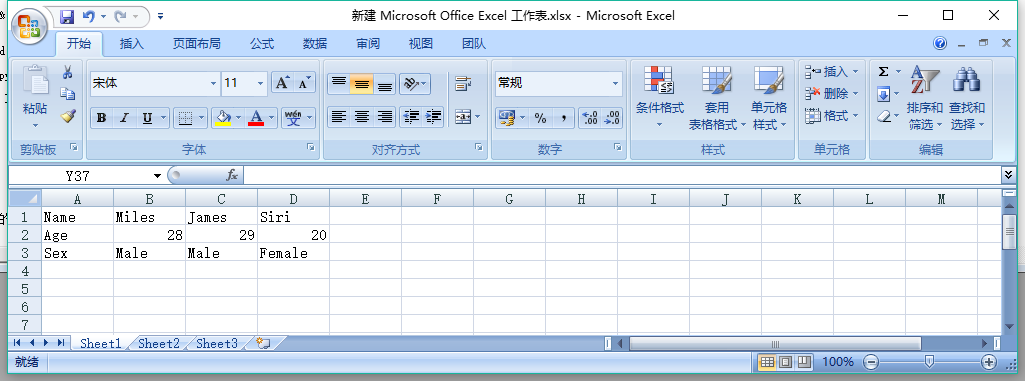 新建 Microsoft Office Excel 工作表.xlsx - Microsoft Excel
开始 插入 页面布局 公式 数据 审阅 视图 团队
宋体 11 常规
粘贴
B I U wén 文
% , .0 .00 .00 .0
条件格式 套用 表格格式 单元格 样式
插入
删除
格式
Σ 排序和 筛选 查找和 选择
剪贴板 字体 对齐方式 数字 样式 单元格 编辑
Y37 fx
A B C D E F G H I J K L M
1 Name Miles James Siri
2 Age 28 29 20
3 Sex Male Male Female
4
5
6
7
Sheet1 Sheet2 Sheet3
就绪 100%